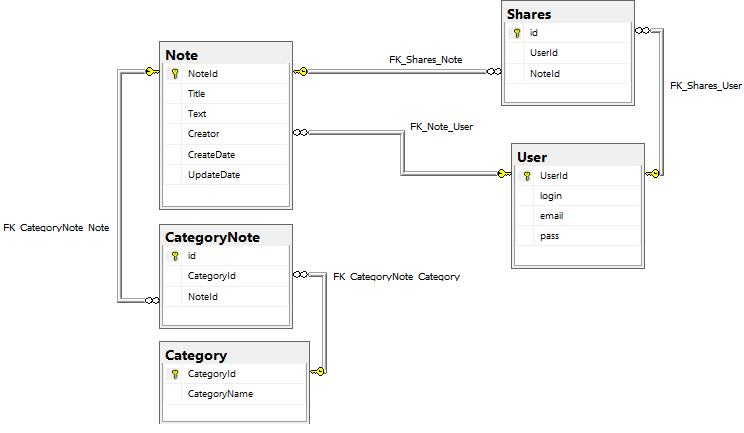 Shares
id
UserId
NoteId
Note
NoteId
Title
Text
Creator
CreateDate
UpdateDate
FK_Shares_Note
FK_Shares_User
FK_Note_User
User
UserId
login
email
pass
FK_CategoryNote_Note
CategoryNote
id
CategoryId
NoteId
FK_CategoryNote_Category
Category
CategoryId
CategoryName